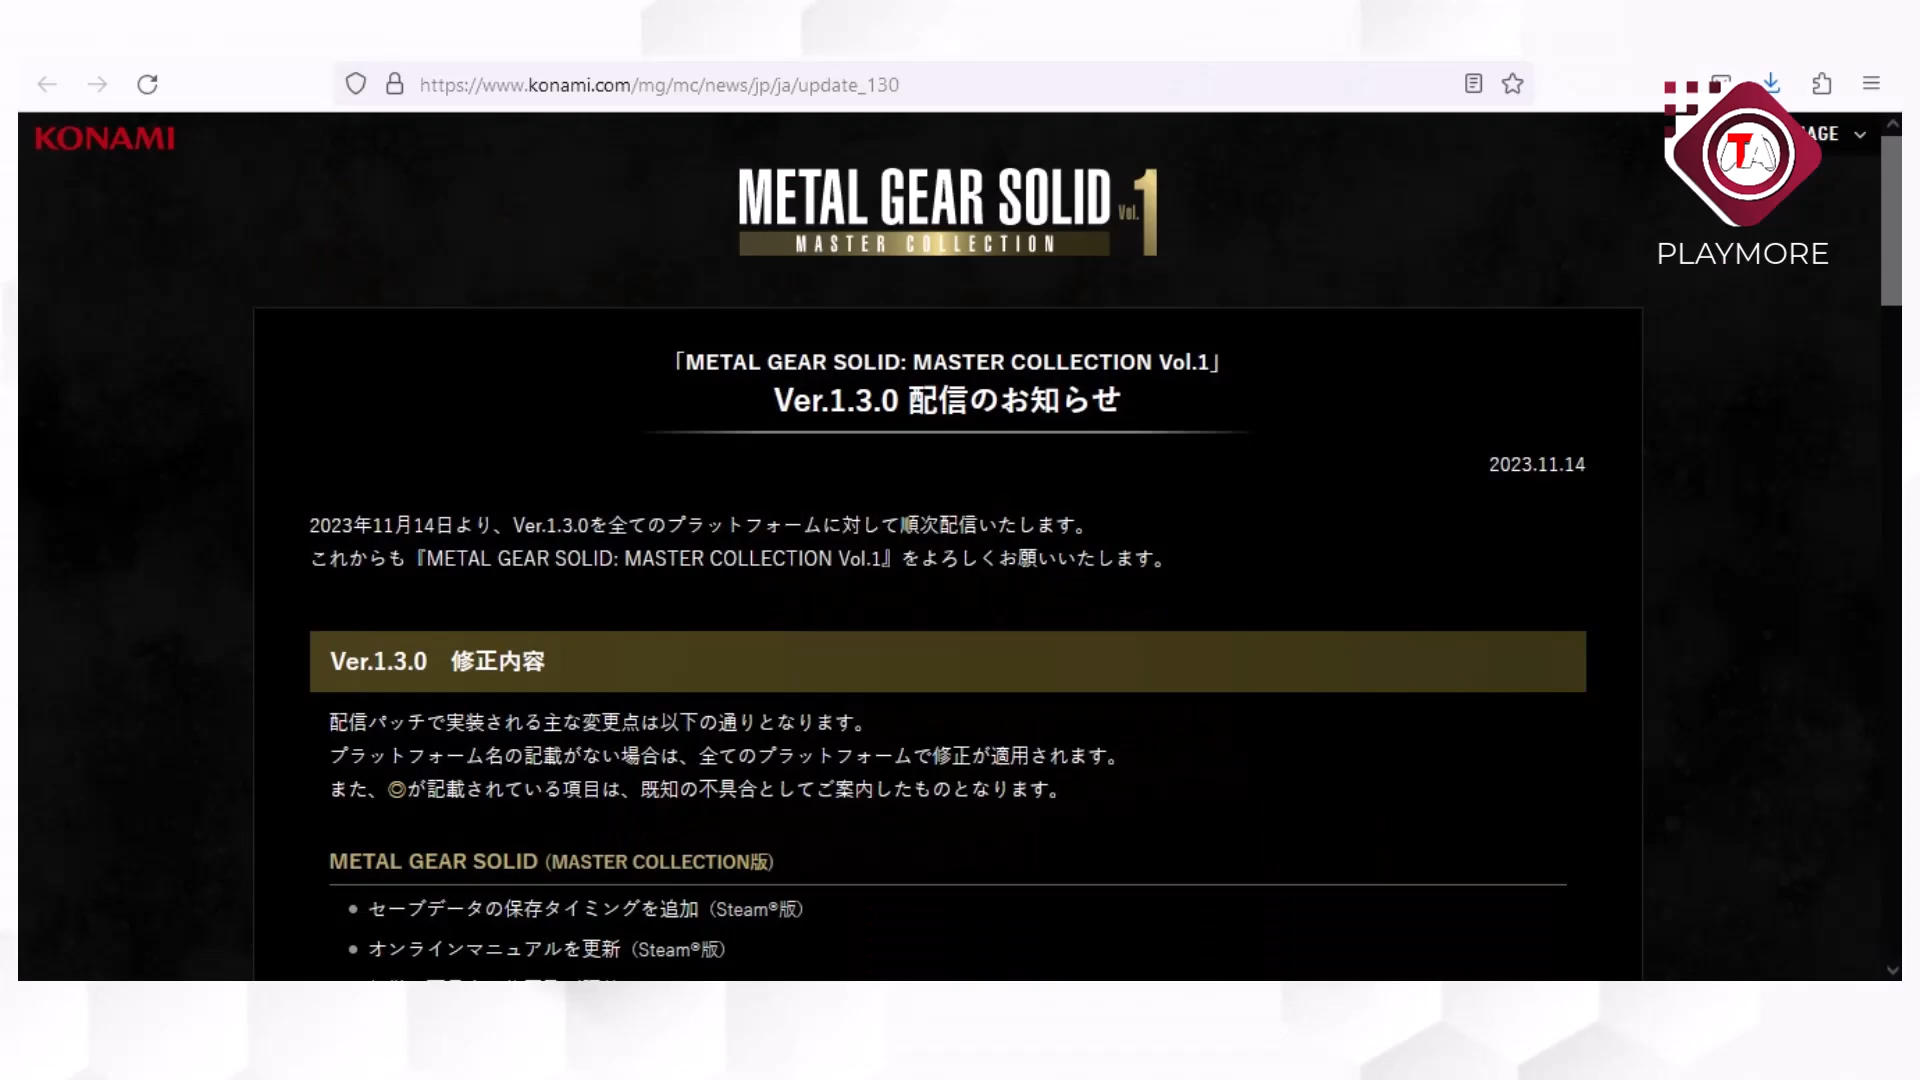 https://www.konami.com/mg/mc/news/jp/ja/update_130
KONAMI
AGE
TA
PLAYMORE
METAL GEAR SOLID Vol.1
MASTER COLLECTION
「METAL GEAR SOLID: MASTER COLLECTION Vol.1」
Ver.1.3.0 配信のお知らせ
2023.11.14
2023年11月14日より、Ver.1.3.0を全てのプラットフォームに対して順次配信いたします。
これからも『METAL GEAR SOLID: MASTER COLLECTION Vol.1』をよろしくお願いいたします。
Ver.1.3.0　修正内容
配信パッチで実装される主な変更点は以下の通りとなります。
プラットフォーム名の記載がない場合は、全てのプラットフォームで修正が適用されます。
また、◎が記載されている項目は、既知の不具合としてご案内したものとなります。
METAL GEAR SOLID (MASTER COLLECTION版)
• セーブデータの保存タイミングを追加（Steam®版）
• オンラインマニュアルを更新（Steam®版）